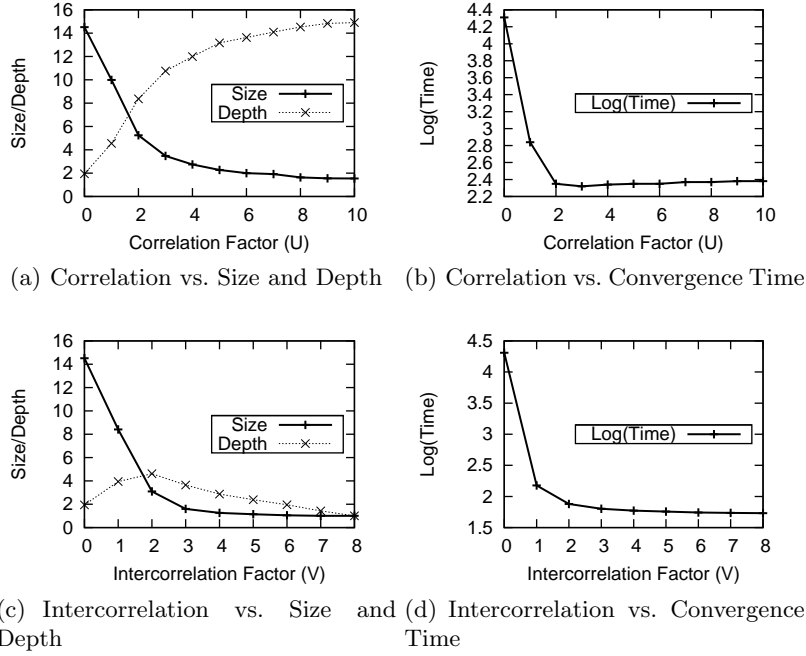 16
14
12
10
8
6
4
2
0
Size/Depth
Size
Depth
0 2 4 6 8 10
Correlation Factor (U)
(a) Correlation vs. Size and Depth
4.4
4.2
4
3.8
3.6
3.4
3.2
3
2.8
2.6
2.4
2.2
Log(Time)
Log(Time)
0 2 4 6 8 10
Correlation Factor (U)
(b) Correlation vs. Convergence Time
16
14
12
10
8
6
4
2
0
Size/Depth
Size
Depth
0 1 2 3 4 5 6 7 8
Intercorrelation Factor (V)
(c) Intercorrelation vs. Size and
Depth
4.5
4
3.5
3
2.5
2
1.5
Log(Time)
Log(Time)
0 1 2 3 4 5 6 7 8
Intercorrelation Factor (V)
(d) Intercorrelation vs. Convergence
Time